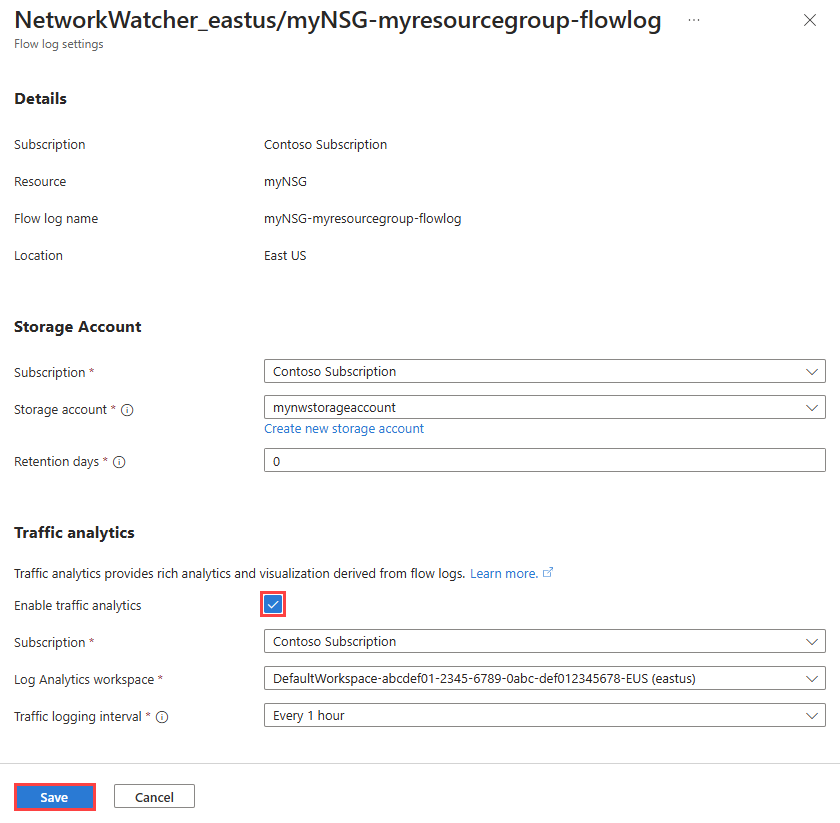 NetworkWatcher_eastus/myNSG-myresourcegroup-flowlog ...
Flow log settings
Details
Subscription Contoso Subscription
Resource myNSG
Flow log name myNSG-myresourcegroup-flowlog
Location East US
Storage Account
Subscription * Contoso Subscription
Storage account * mynwstorageaccount
Create new storage account
Retention days * 0
Traffic analytics
Traffic analytics provides rich analytics and visualization derived from flow logs. Learn more.
Enable traffic analytics
Subscription * Contoso Subscription
Log Analytics workspace * DefaultWorkspace-abcdef01-2345-6789-0abc-def012345678-EUS (eastus)
Traffic logging interval * Every 1 hour
Save Cancel